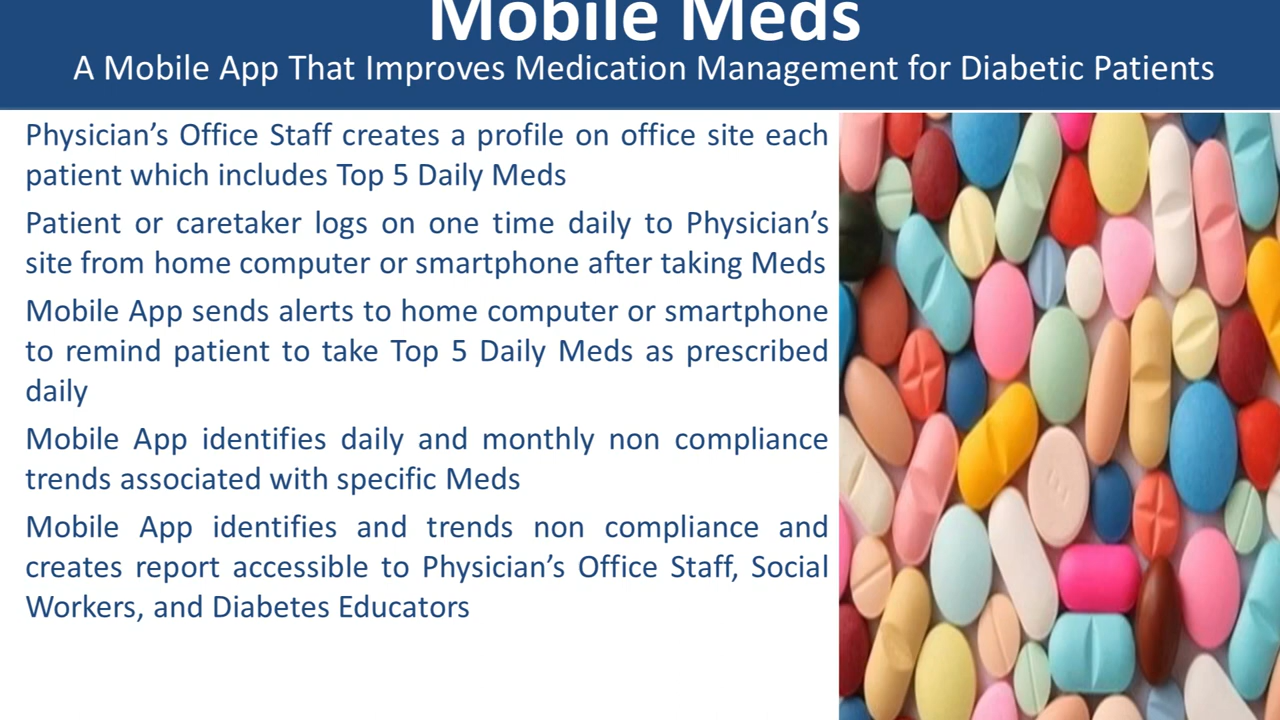 Mobile Meds
A Mobile App That Improves Medication Management for Diabetic Patients
Physician’s Office Staff creates a profile on office site each
patient which includes Top 5 Daily Meds
Patient or caretaker logs on one time daily to Physician’s
site from home computer or smartphone after taking Meds
Mobile App sends alerts to home computer or smartphone
to remind patient to take Top 5 Daily Meds as prescribed
daily
Mobile App identifies daily and monthly non compliance
trends associated with specific Meds
Mobile App identifies and trends non compliance and
creates report accessible to Physician’s Office Staff, Social
Workers, and Diabetes Educators